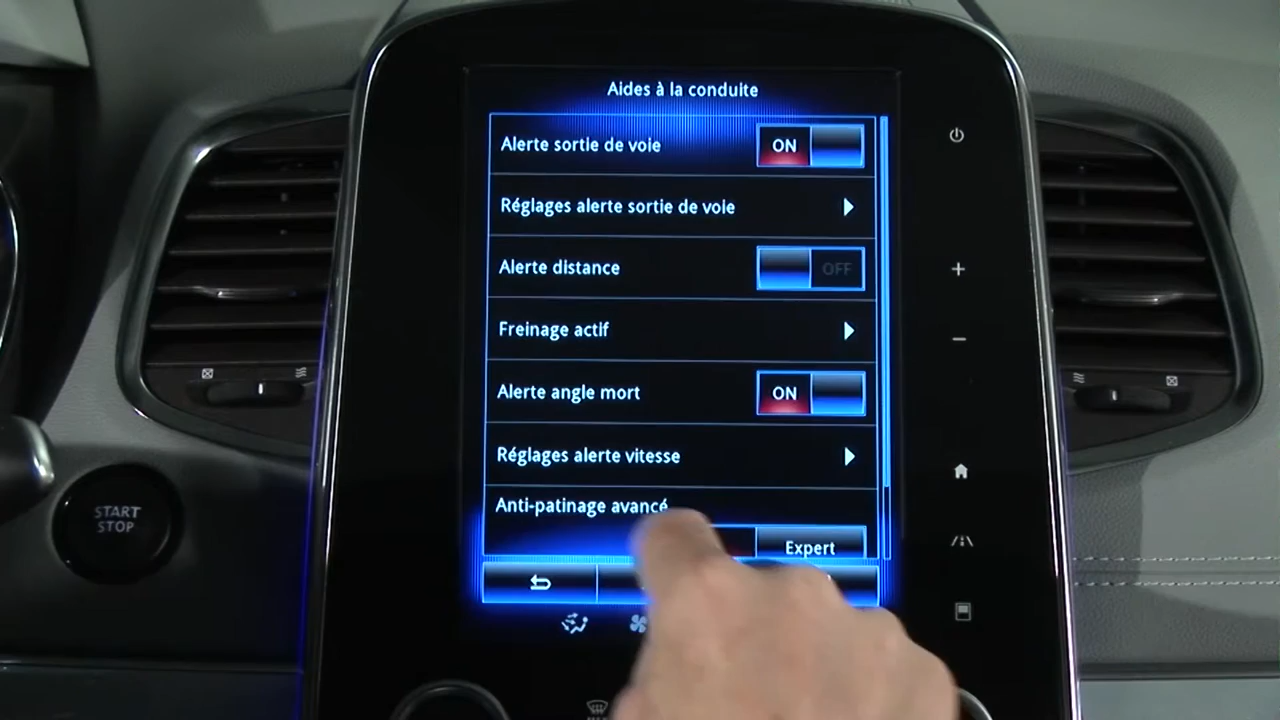 Aides à la conduite
Alerte sortie de voie ON
Réglages alerte sortie de voie
Alerte distance OFF
Freinage actif
Alerte angle mort ON
Réglages alerte vitesse
Anti-patinage avancé
Expert
START
STOP